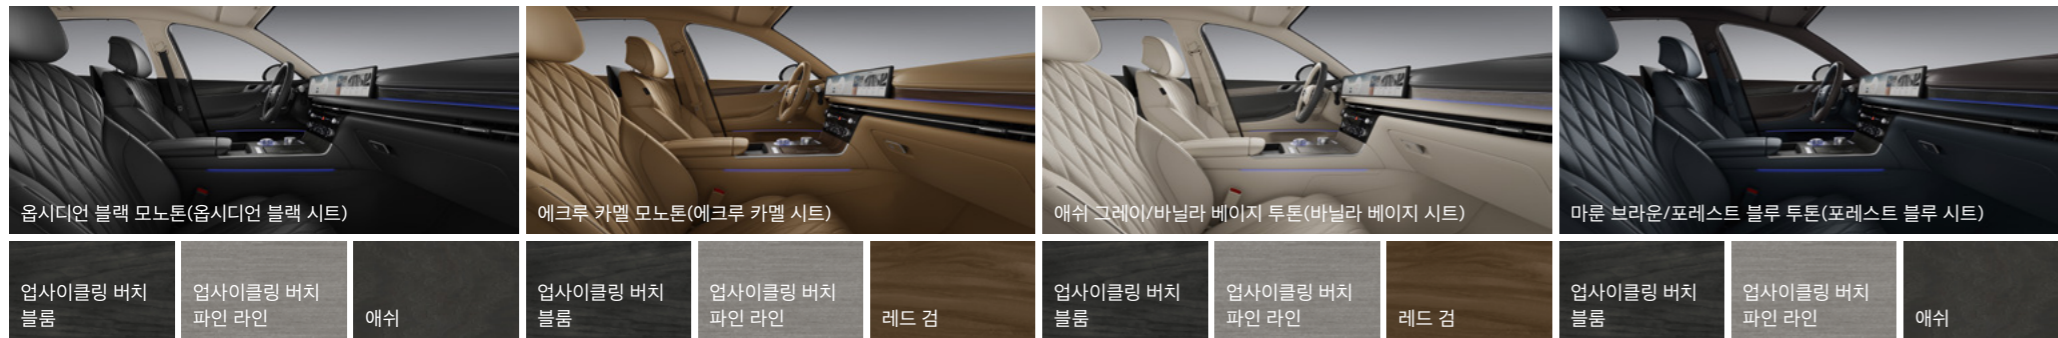 옵시디언 블랙 모노톤(옵시디언 블랙 시트)
업사이클링 버치
블룸
업사이클링 버치
파인 라인
애쉬
에크루 카멜 모노톤(에크루 카멜 시트)
업사이클링 버치
블룸
업사이클링 버치
파인 라인
레드 검
애쉬 그레이/바닐라 베이지 투톤(바닐라 베이지 시트)
업사이클링 버치
블룸
업사이클링 버치
파인 라인
레드 검
마룬 브라운/포레스트 블루 투톤(포레스트 블루 시트)
업사이클링 버치
블룸
업사이클링 버치
파인 라인
애쉬